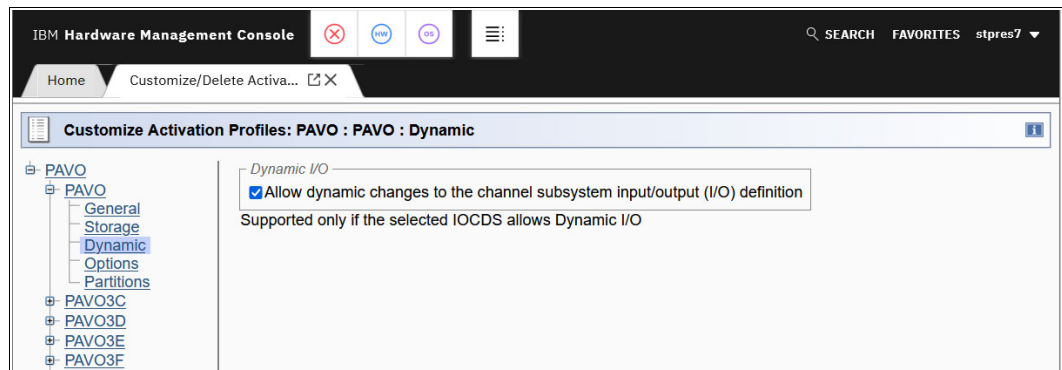 IBM Hardware Management Console
HW
OS
SEARCH FAVORITES stpres7
Home
Customize/Delete Activa...
Customize Activation Profiles: PAVO : PAVO : Dynamic
i
PAVO
PAVO
General
Storage
Dynamic
Options
Partitions
PAVO3C
PAVO3D
PAVO3E
PAVO3F
Dynamic I/O
Allow dynamic changes to the channel subsystem input/output (I/O) definition
Supported only if the selected IOCDS allows Dynamic I/O